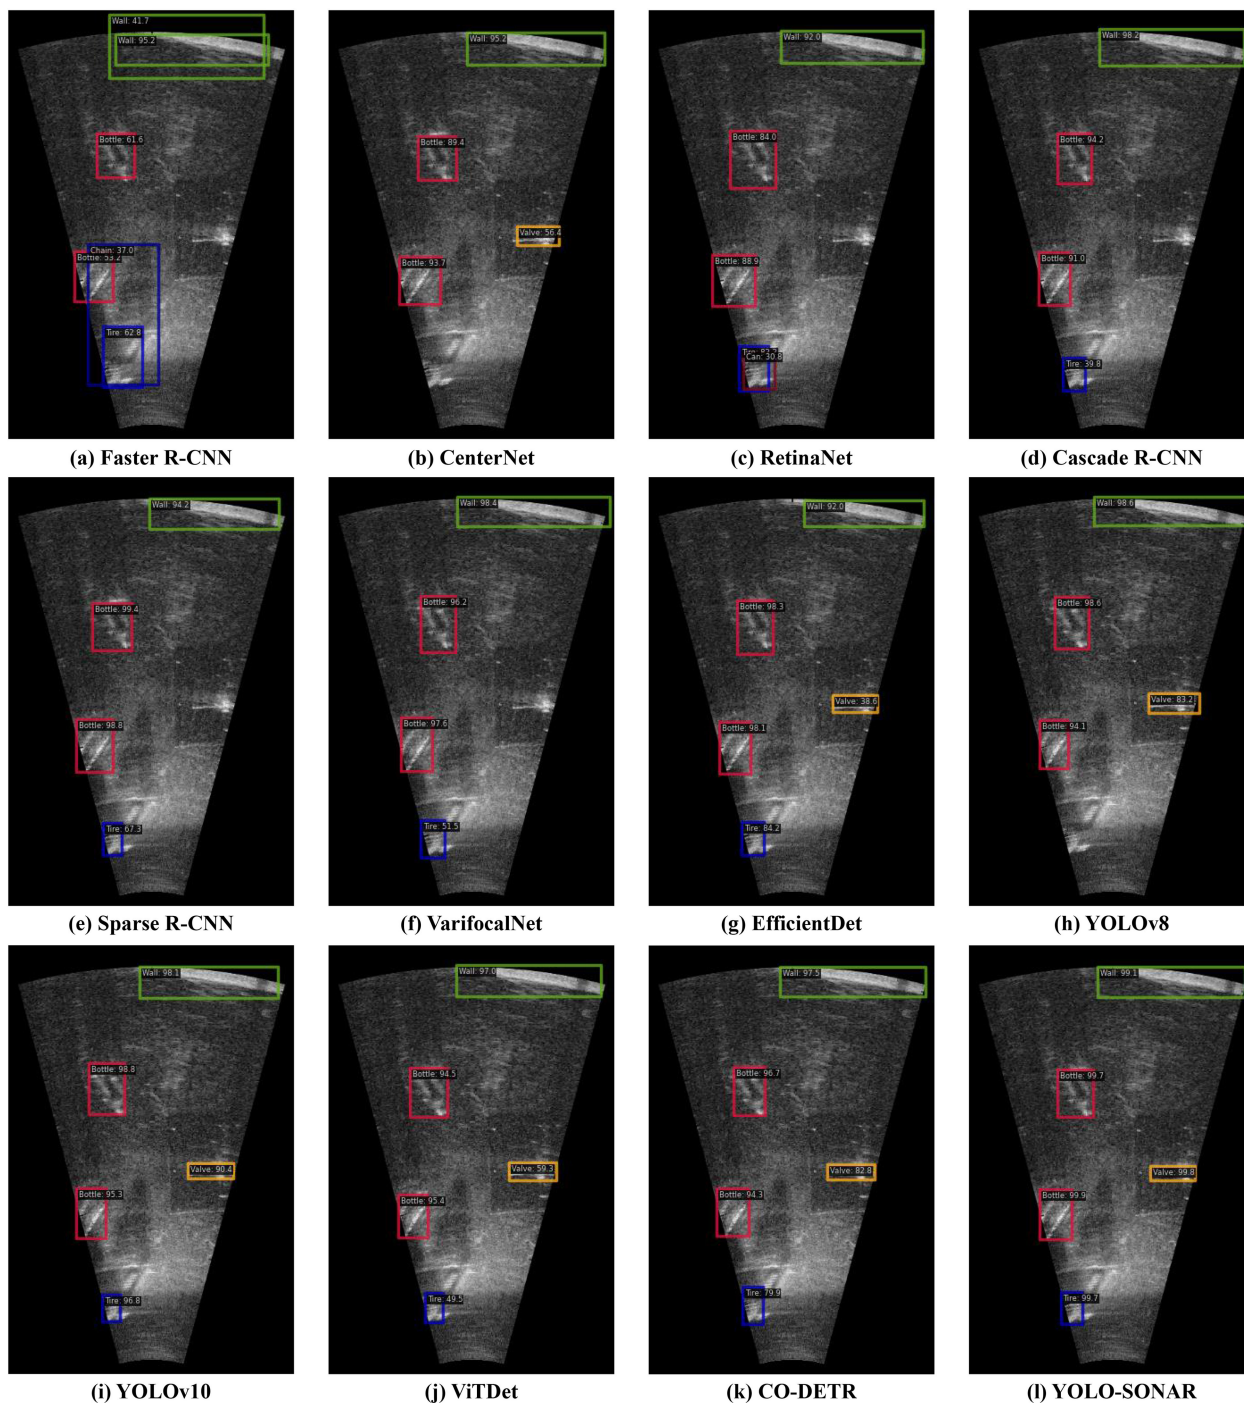 Wall: 41.7
Wall: 95.2
Bottle: 61.6
Chain: 37.0
Bottle: 53.2
Tire: 62.8
(a) Faster R-CNN
Wall: 95.2
Bottle: 89.4
Valve: 56.4
Bottle: 93.7
(b) CenterNet
Wall: 92.0
Bottle: 84.0
Bottle: 88.9
Can: 30.8
(c) RetinaNet
Wall: 98.2
Bottle: 94.2
Bottle: 91.0
Tire: 39.8
(d) Cascade R-CNN
Wall: 94.2
Bottle: 99.4
Bottle: 98.8
Tire: 67.3
(e) Sparse R-CNN
Wall: 98.4
Bottle: 96.2
Bottle: 97.6
Tire: 51.5
(f) VarifocalNet
Wall: 92.0
Bottle: 98.3
Valve: 38.6
Bottle: 98.1
Tire: 84.2
(g) EfficientDet
Wall: 98.6
Bottle: 98.6
Valve: 83.2
Bottle: 94.1
(h) YOLOv8
Wall: 98.1
Bottle: 98.8
Valve: 90.4
Bottle: 95.3
Tire: 96.8
(i) YOLOv10
Wall: 97.0
Bottle: 94.5
Valve: 59.3
Bottle: 95.4
Tire: 49.5
(j) ViTDet
Wall: 97.5
Bottle: 96.7
Valve: 82.8
Bottle: 94.3
Tire: 79.9
(k) CO-DETR
Wall: 99.1
Bottle: 99.7
Valve: 99.8
Bottle: 99.9
Tire: 99.7
(l) YOLO-SONAR